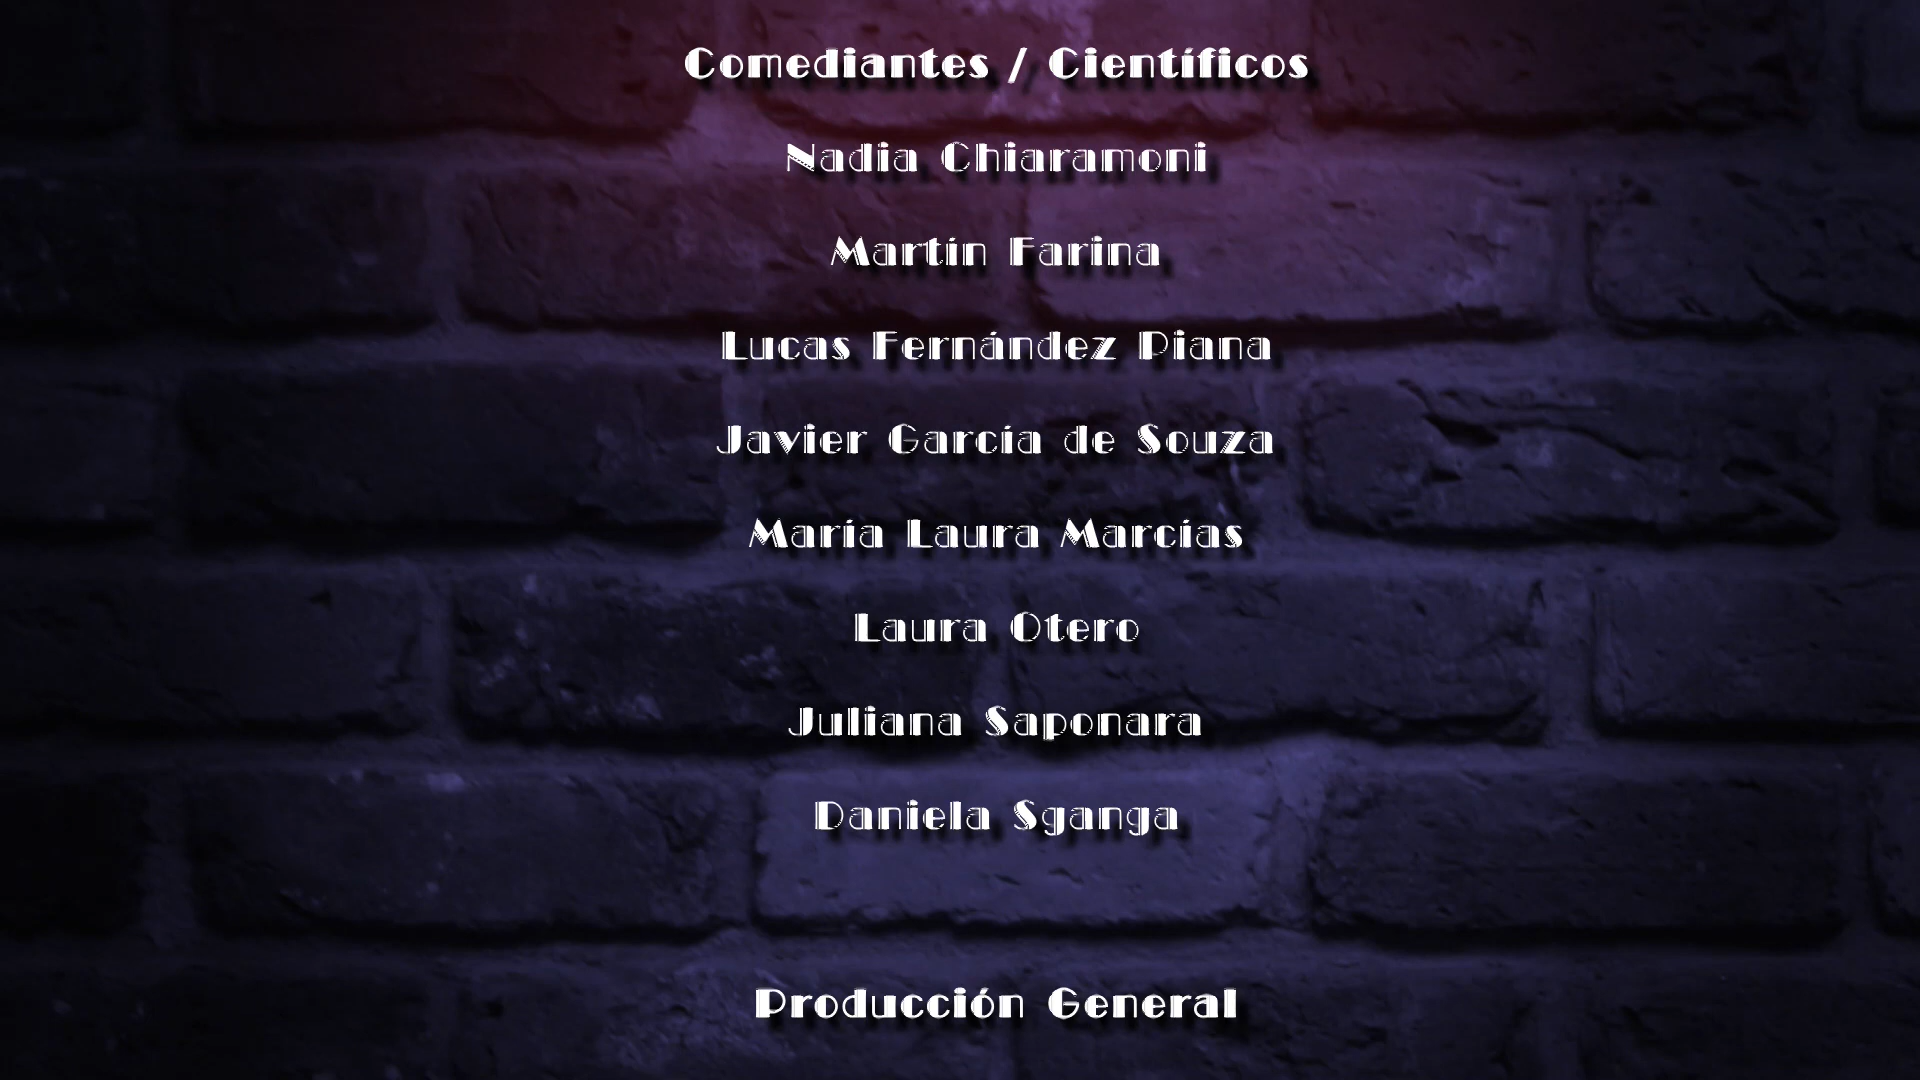 Comediantes / Científicos
Nadia Chiaramoni
Martín Farina
Lucas Fernández Piana
Javier García de Souza
María Laura Marcías
Laura Otero
Juliana Saponara
Daniela Sganga
Producción General